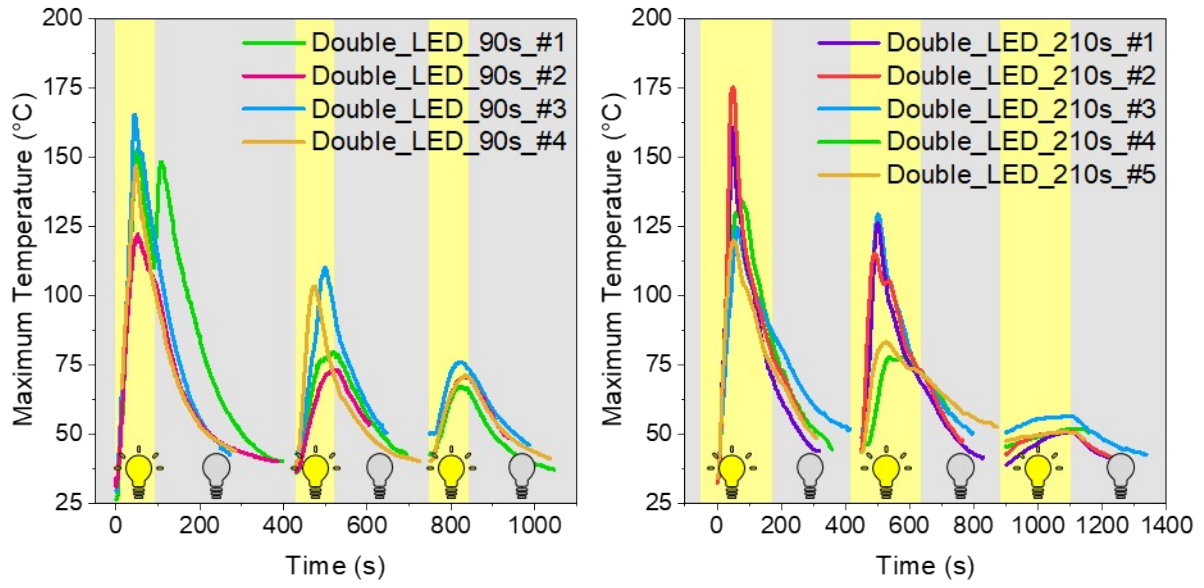 200
175
150
125
100
75
50
25
0
200
400
600
800
1000
Maximum Temperature (°C)
Time (s)
Double_LED_90s_#1
Double_LED_90s_#2
Double_LED_90s_#3
Double_LED_90s_#4
200
175
150
125
100
75
50
25
0
200
400
600
800
1000
1200
1400
Maximum Temperature (°C)
Time (s)
Double_LED_210s_#1
Double_LED_210s_#2
Double_LED_210s_#3
Double_LED_210s_#4
Double_LED_210s_#5